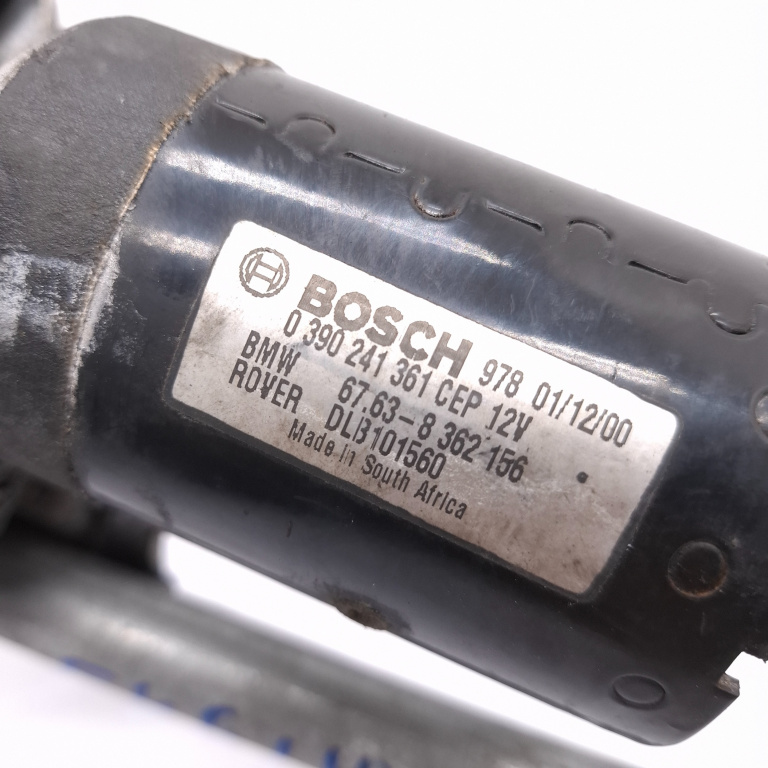 BOSCH
0 390 241 361 CEP 12V 978 01/12/00
BMW 67.63-8 362 156
ROVER DLB101560
Made in South Africa